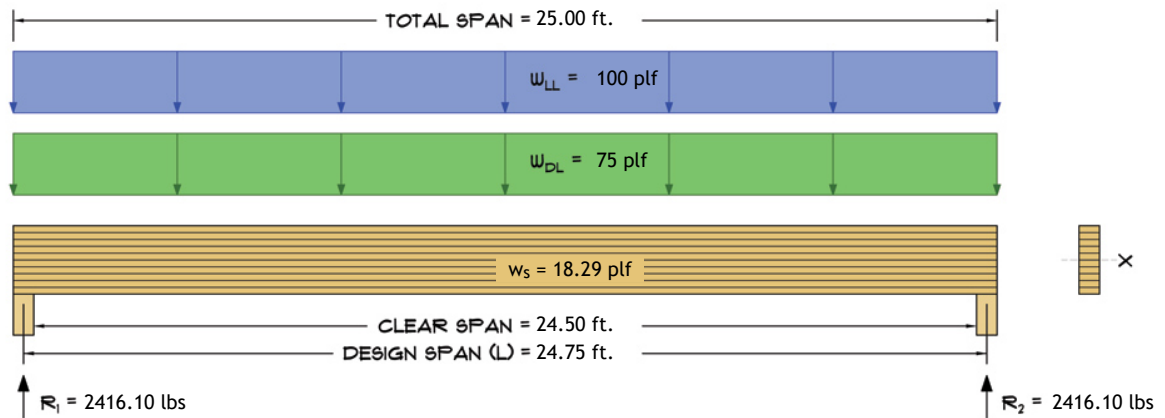 TOTAL SPAN = 25.00 ft.
WLL = 100 plf
WDL = 75 plf
ws = 18.29 plf
X
CLEAR SPAN = 24.50 ft.
DESIGN SPAN (L) = 24.75 ft.
R1 = 2416.10 lbs
R2 = 2416.10 lbs